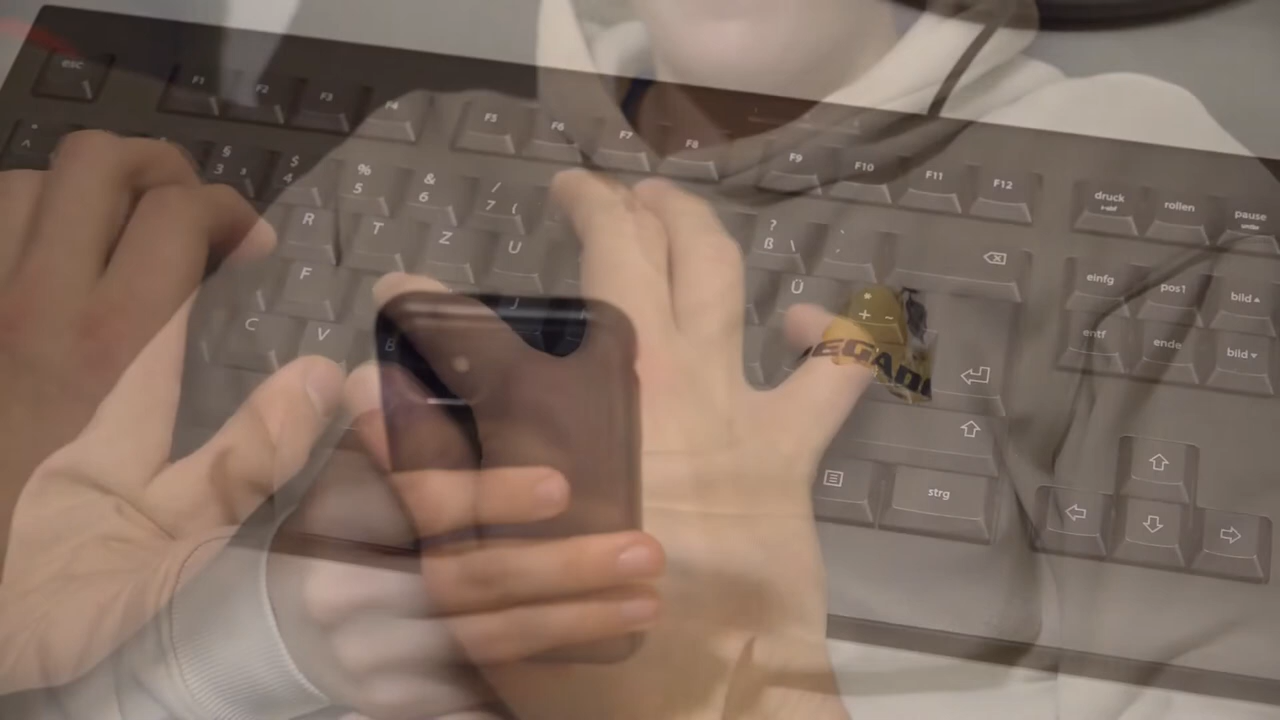 esc F1 F2 F3 F4 F5 F6 F7 F8 F9 F10 F11 F12 druck rollen pause
^ ° § 3 ³ $ 4 % 5 & 6 / 7 { ? ß \ ` ´ einfg pos1 bild
R T Z U Ü * + ~ entf ende bild
F J
C V B
strg